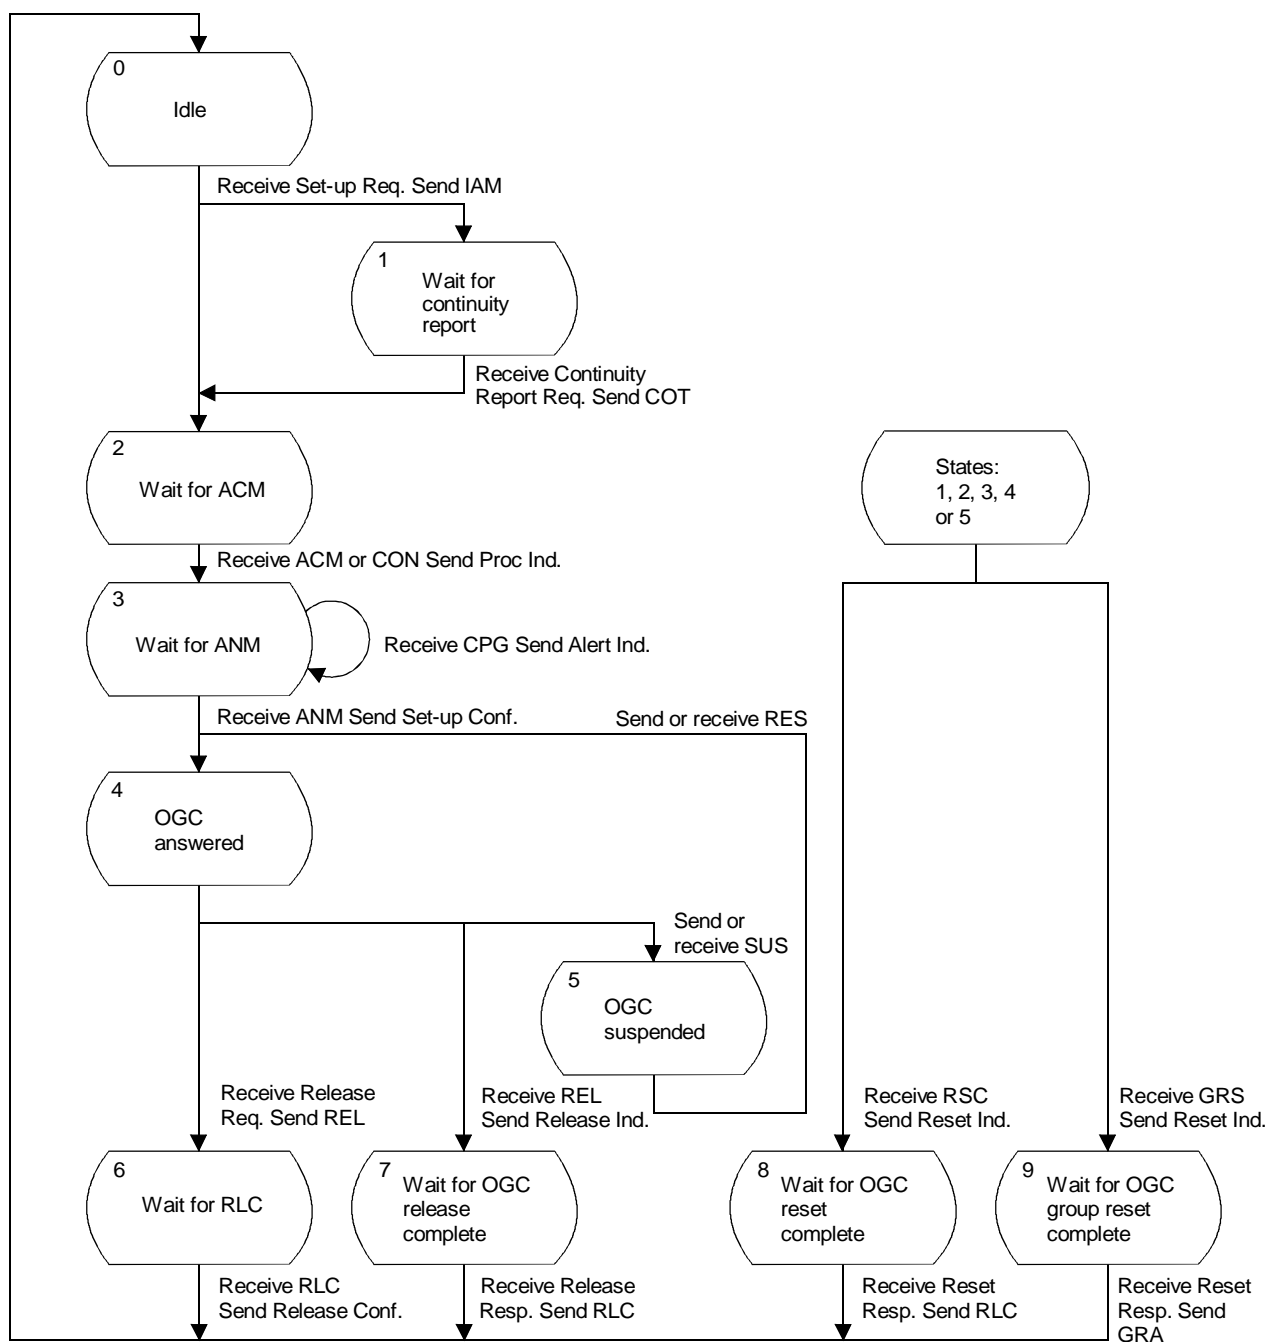 0
Idle
Receive Set-up Req. Send IAM
1
Wait for
continuity
report
Receive Continuity
Report Req. Send COT
2
Wait for ACM
States:
1, 2, 3, 4
or 5
Receive ACM or CON Send Proc Ind.
3
Wait for ANM
Receive CPG Send Alert Ind.
Receive ANM Send Set-up Conf.
Send or receive RES
4
OGC
answered
Send or
receive SUS
5
OGC
suspended
Receive Release
Req. Send REL
Receive REL
Send Release Ind.
Receive RSC
Send Reset Ind.
Receive GRS
Send Reset Ind.
6
Wait for RLC
7
Wait for OGC
release
complete
8
Wait for OGC
reset
complete
9
Wait for OGC
group reset
complete
Receive RLC
Send Release Conf.
Receive Release
Resp. Send RLC
Receive Reset
Resp. Send RLC
Receive Reset
Resp. Send
GRA